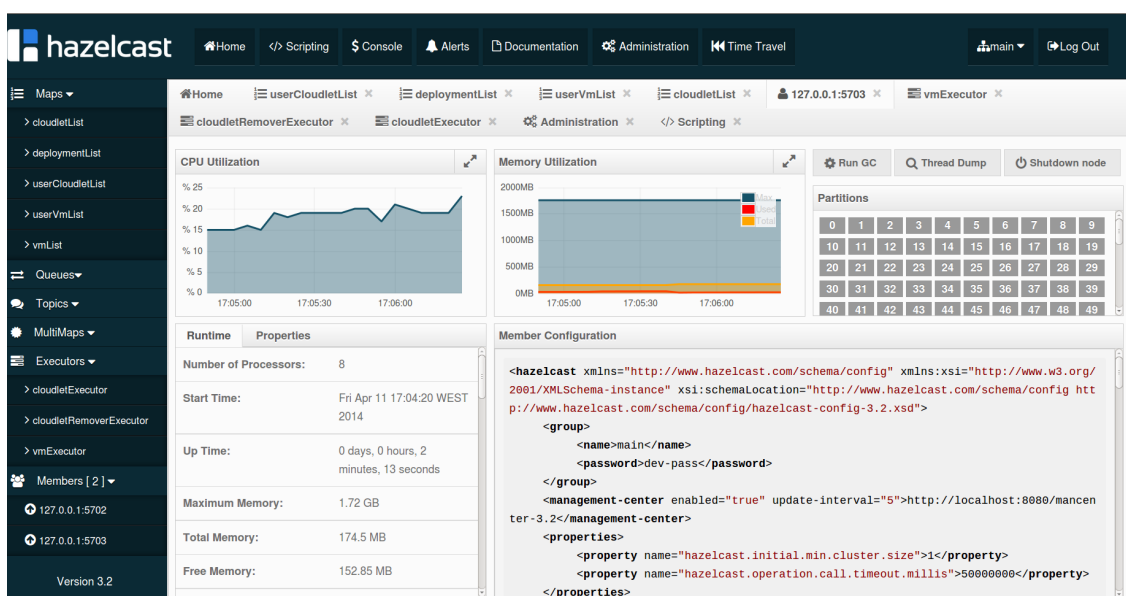 hazelcast
Home </> Scripting $ Console Alerts Documentation Administration Time Travel main Log Out
Maps
cloudletList
deploymentList
userCloudletList
userVmList
vmList
Queues
Topics
MultiMaps
Executors
cloudletExecutor
cloudletRemoverExecutor
vmExecutor
Members [ 2 ]
127.0.0.1:5702
127.0.0.1:5703
Version 3.2
Home userCloudletList × deploymentList × userVmList × cloudletList × 127.0.0.1:5703 × vmExecutor ×
cloudletRemoverExecutor × cloudletExecutor × Administration × </> Scripting ×
CPU Utilization
% 25
% 20
% 15
% 10
% 5
% 0
17:05:00 17:05:30 17:06:00
Memory Utilization
2000MB
1500MB
1000MB
500MB
0MB
Max
Used
Total
17:05:00 17:05:30 17:06:00
Run GC Thread Dump Shutdown node
Partitions
0 1 2 3 4 5 6 7 8 9
10 11 12 13 14 15 16 17 18 19
20 21 22 23 24 25 26 27 28 29
30 31 32 33 34 35 36 37 38 39
40 41 42 43 44 45 46 47 48 49
Runtime Properties
Number of Processors: 8
Start Time: Fri Apr 11 17:04:20 WEST
2014
Up Time: 0 days, 0 hours, 2
minutes, 13 seconds
Maximum Memory: 1.72 GB
Total Memory: 174.5 MB
Free Memory: 152.85 MB
Member Configuration
<hazelcast xmlns="http://www.hazelcast.com/schema/config" xmlns:xsi="http://www.w3.org/
2001/XMLSchema-instance" xsi:schemaLocation="http://www.hazelcast.com/schema/config htt
p://www.hazelcast.com/schema/config/hazelcast-config-3.2.xsd">
<group>
<name>main</name>
<password>dev-pass</password>
</group>
<management-center enabled="true" update-interval="5">http://localhost:8080/mancen
ter-3.2</management-center>
<properties>
<property name="hazelcast.initial.min.cluster.size">1</property>
<property name="hazelcast.operation.call.timeout.millis">50000000</property>
</properties>